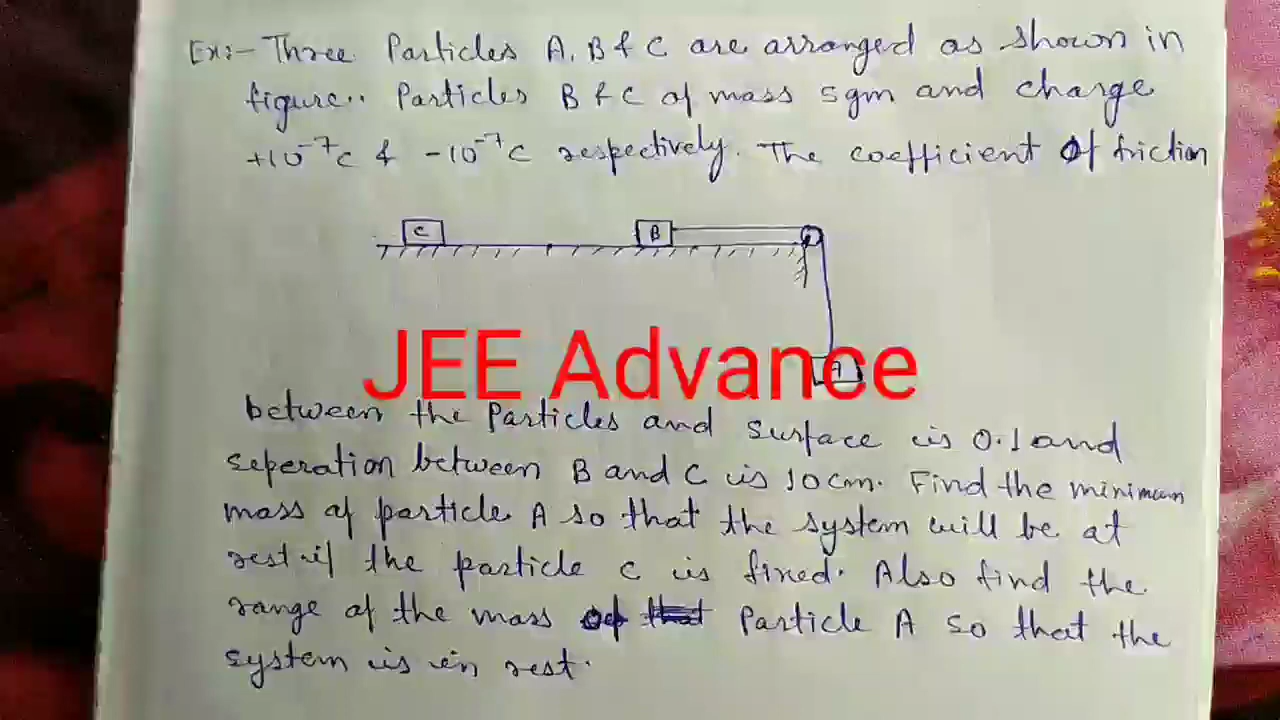 Ex:- Three Particles A, B & C are arranged as shown in
figure.. Particles B & C of mass 5gm and charge
+10⁻⁷C & -10⁻⁷C respectively. The coefficient of friction
C B
A
JEE Advance
between the Particles and surface is 0.1 and
seperation between B and C is 10cm. Find the minimum
mass of particle A so that the system will be at
rest if the particle C is fixed. Also find the
range of the mass of Particle A so that the
system is in rest.